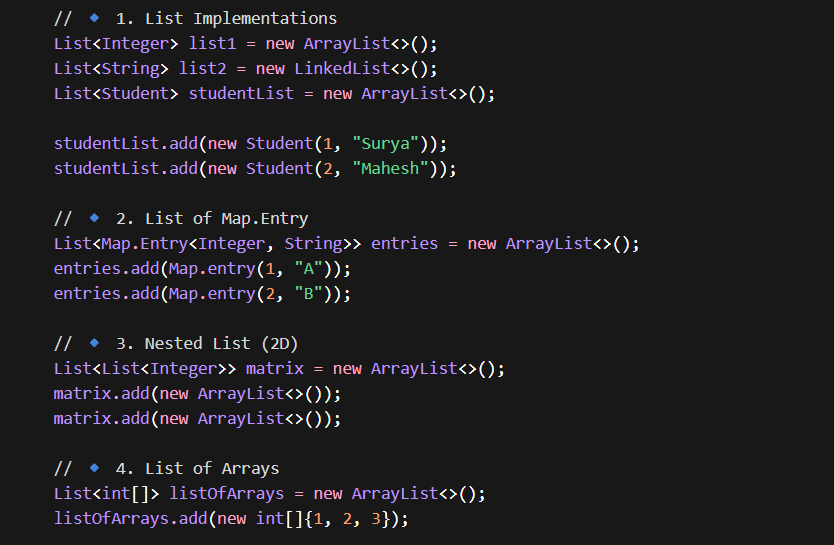 // 🔹 1. List Implementations
List<Integer> list1 = new ArrayList<>();
List<String> list2 = new LinkedList<>();
List<Student> studentList = new ArrayList<>();
studentList.add(new Student(1, "Surya"));
studentList.add(new Student(2, "Mahesh"));
// 🔹 2. List of Map.Entry
List<Map.Entry<Integer, String>> entries = new ArrayList<>();
entries.add(Map.entry(1, "A"));
entries.add(Map.entry(2, "B"));
// 🔹 3. Nested List (2D)
List<List<Integer>> matrix = new ArrayList<>();
matrix.add(new ArrayList<>());
matrix.add(new ArrayList<>());
// 🔹 4. List of Arrays
List<int[]> listOfArrays = new ArrayList<>();
listOfArrays.add(new int[]{1, 2, 3});